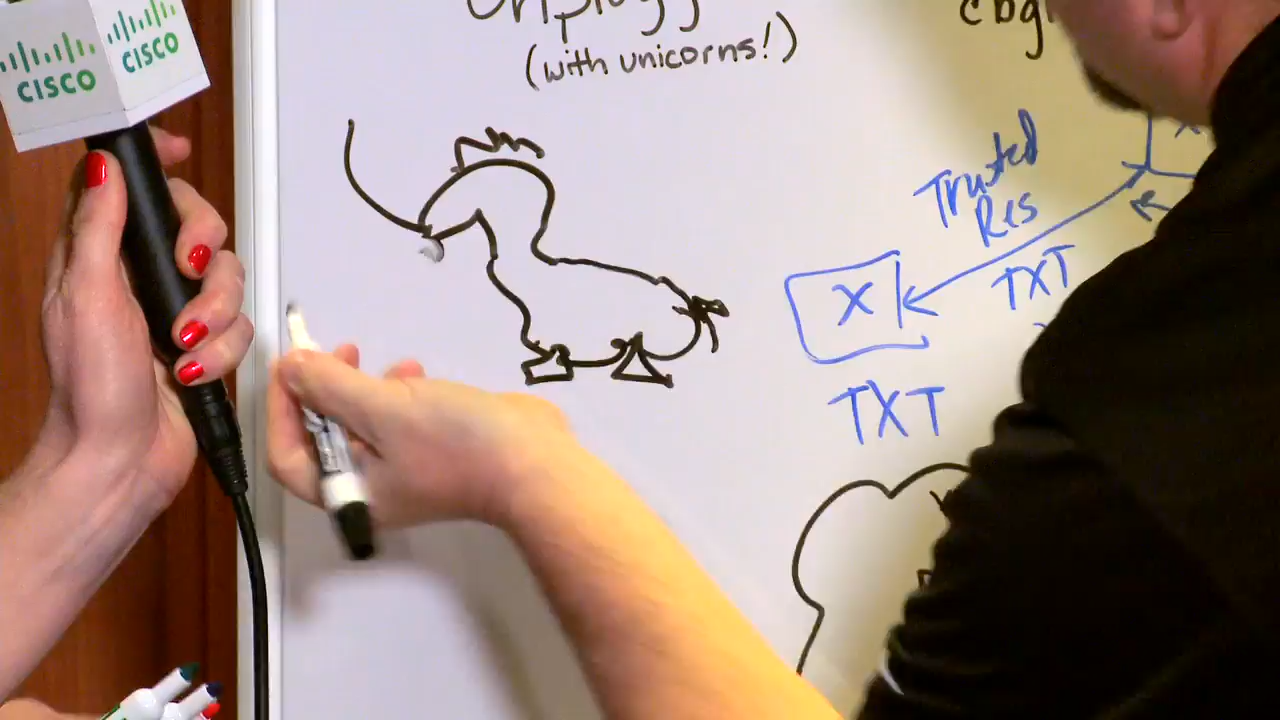 CISCO
CISCO
(with unicorns!)
Trusted
Res
TXT
X
TXT